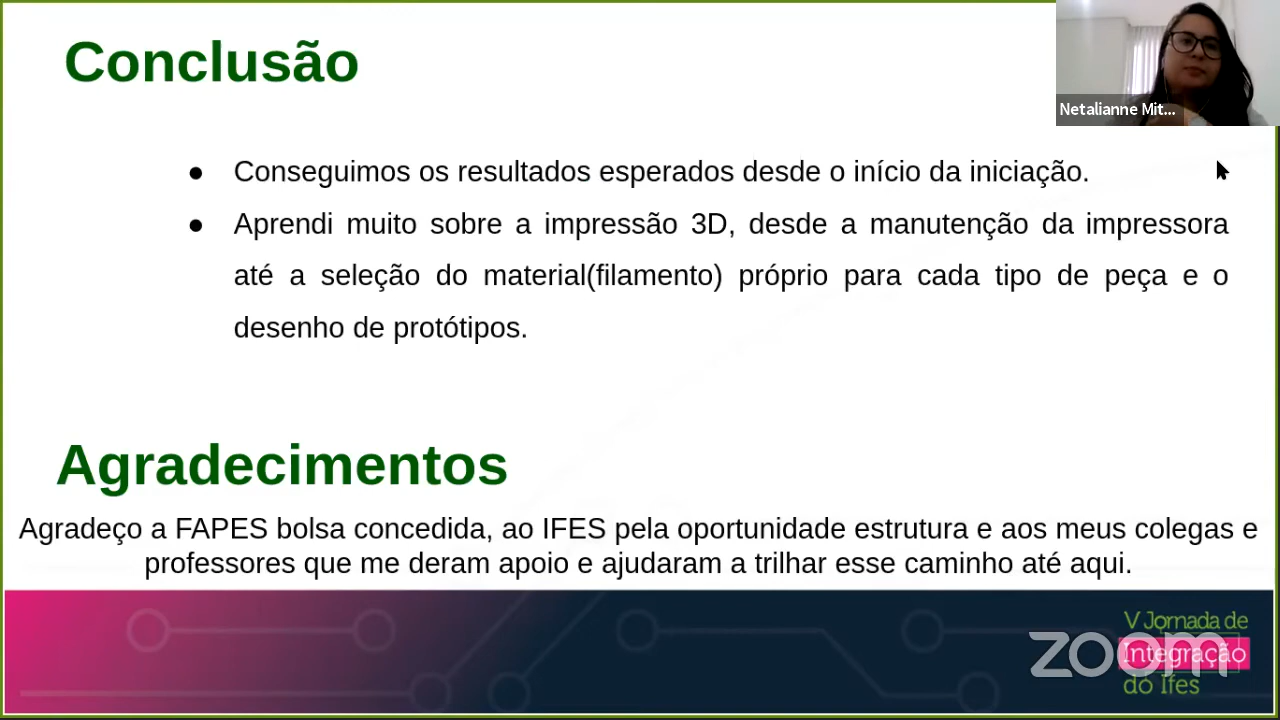 Conclusão
Netalianne Mit...
● Conseguimos os resultados esperados desde o início da iniciação.
● Aprendi muito sobre a impressão 3D, desde a manutenção da impressora
até a seleção do material(filamento) próprio para cada tipo de peça e o
desenho de protótipos.
Agradecimentos
Agradeço a FAPES bolsa concedida, ao IFES pela oportunidade estrutura e aos meus colegas e
professores que me deram apoio e ajudaram a trilhar esse caminho até aqui.
V Jornada de
Integração
do Ifes
zoom